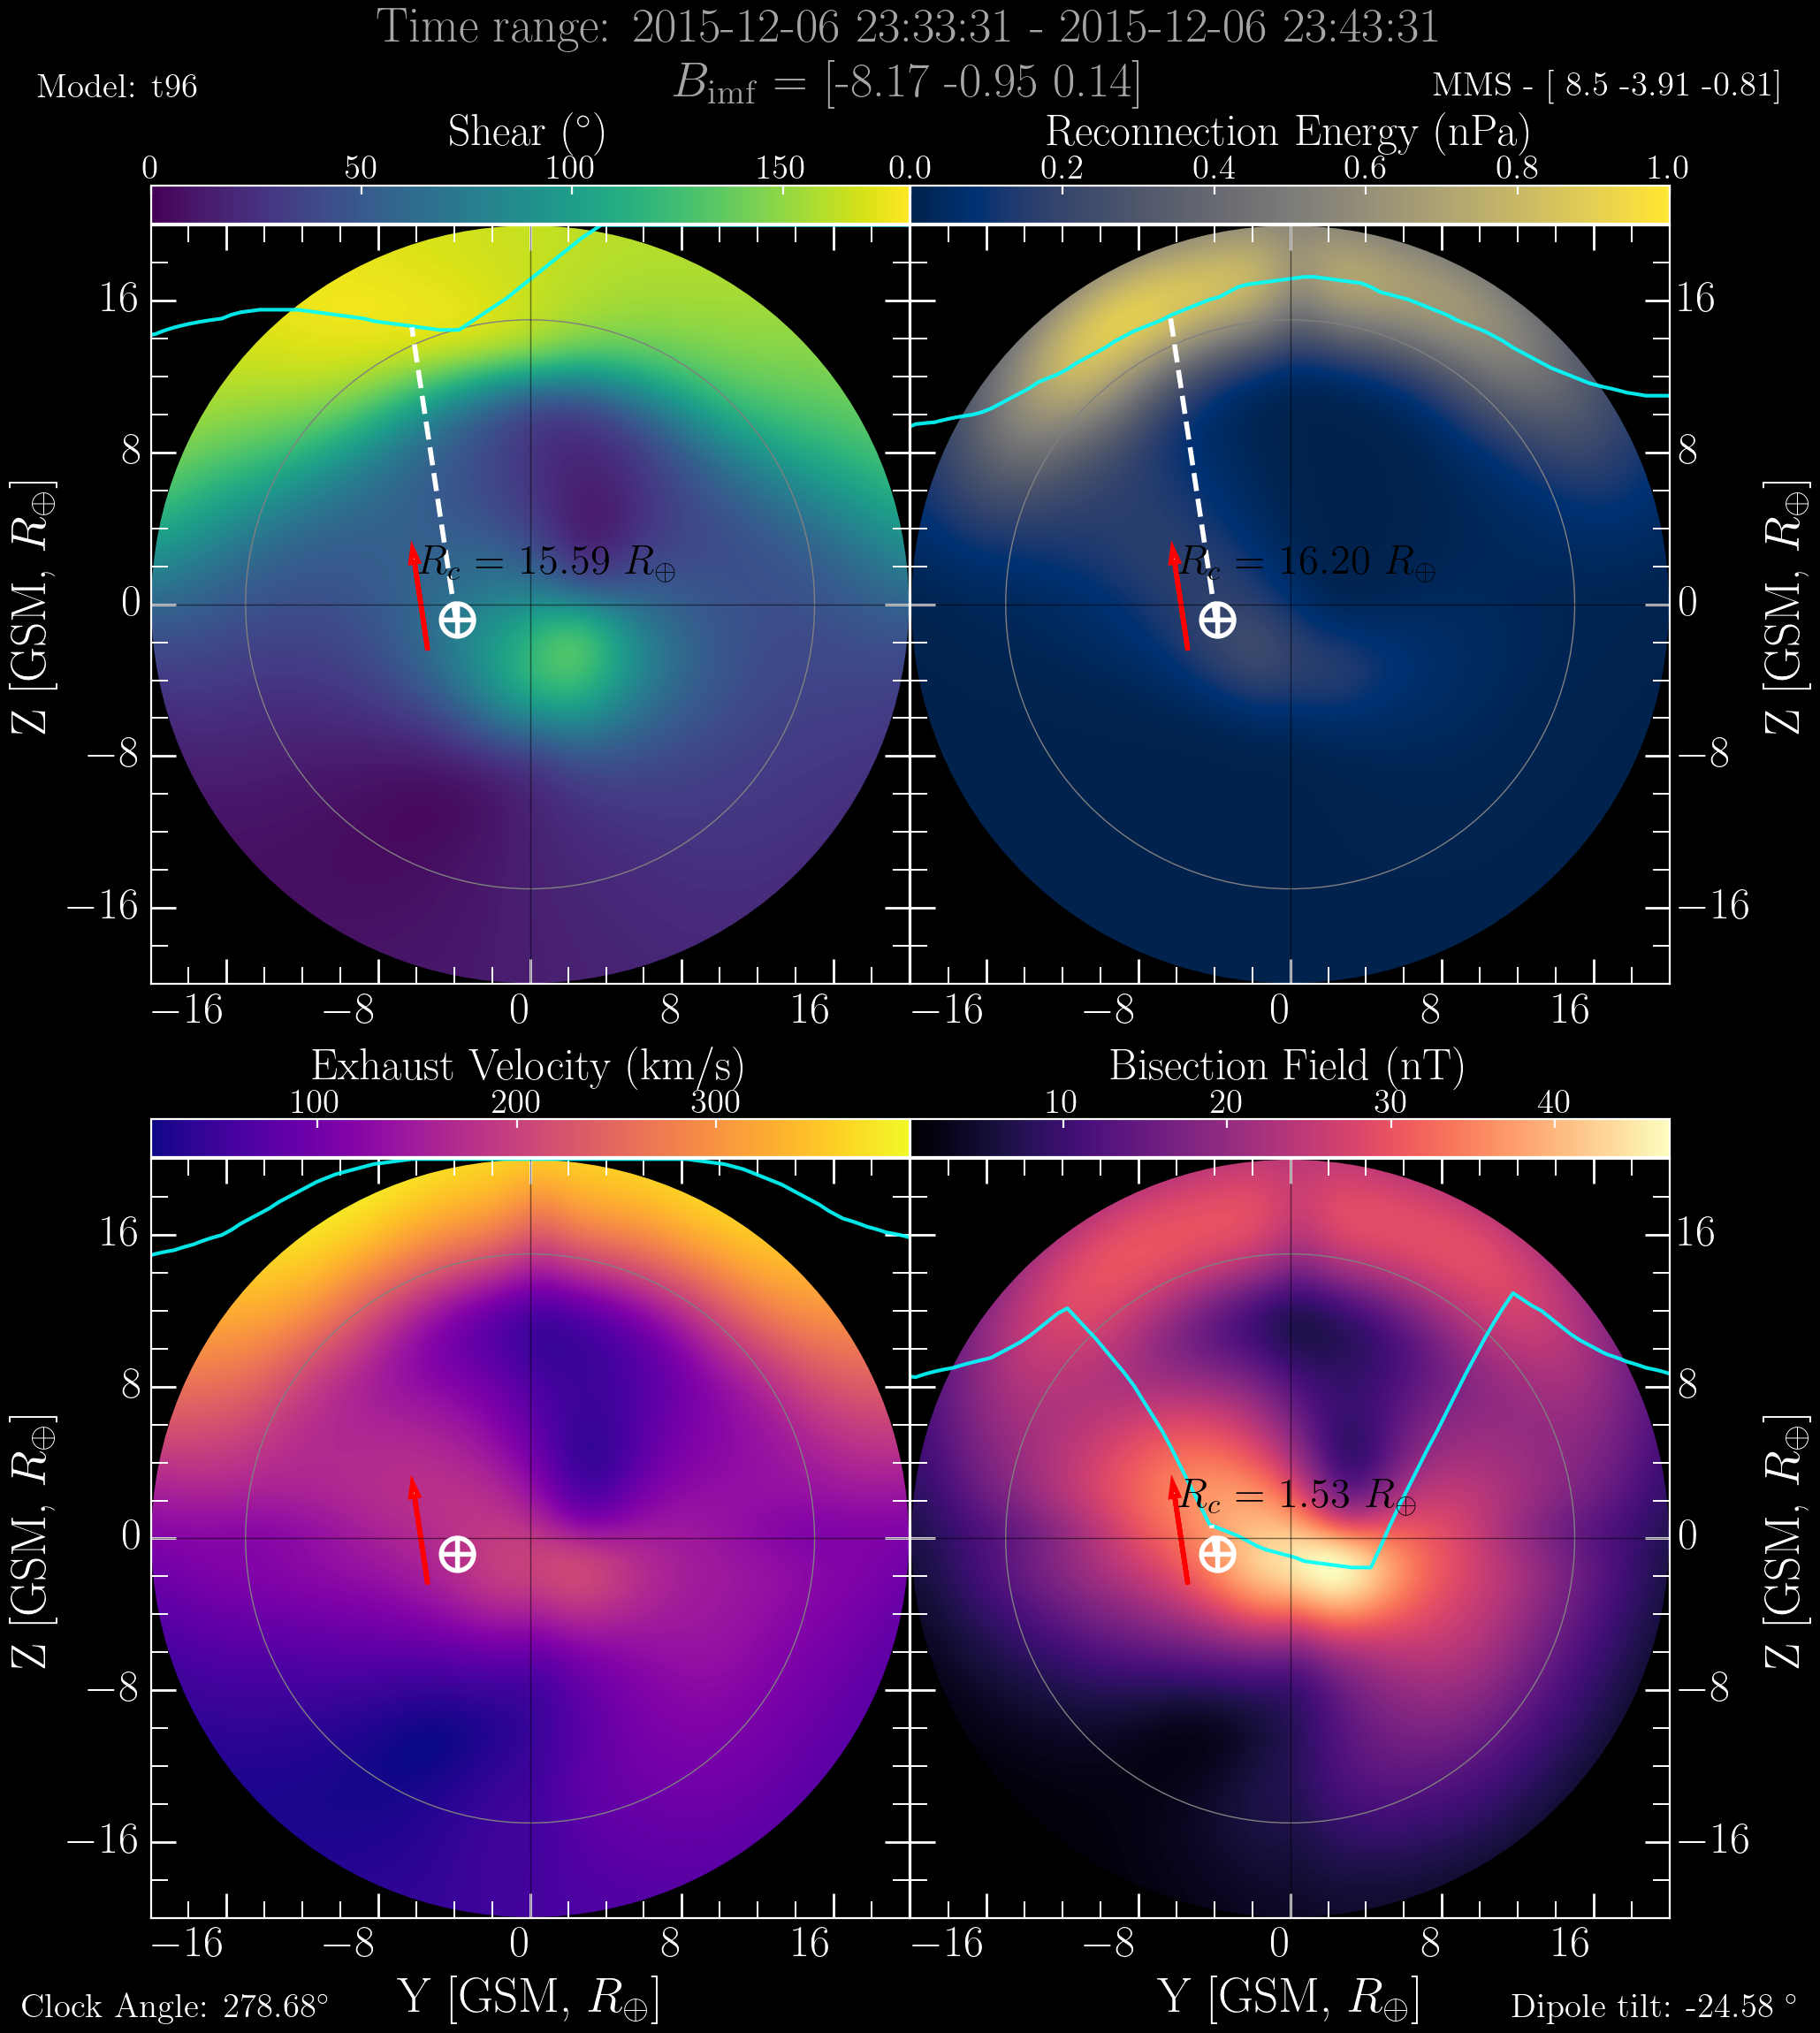 Time range: 2015-12-06 23:33:31 - 2015-12-06 23:43:31
Model: t96
B_imf = [-8.17 -0.95 0.14]
MMS - [ 8.5 -3.91 -0.81]
Shear (°)
Reconnection Energy (nPa)
0 50 100 150
0.0 0.2 0.4 0.6 0.8 1.0
16 8 0 −8 −16
Z [GSM, R⊕]
R_c = 15.59 R⊕
−16 −8 0 8 16
R_c = 16.20 R⊕
16 8 0 −8 −16
Z [GSM, R⊕]
−16 −8 0 8 16
Exhaust Velocity (km/s)
Bisection Field (nT)
100 200 300
10 20 30 40
16 8 0 −8 −16
Z [GSM, R⊕]
−16 −8 0 8 16
Y [GSM, R⊕]
R_c = 1.53 R⊕
16 8 0 −8 −16
Z [GSM, R⊕]
−16 −8 0 8 16
Y [GSM, R⊕]
Clock Angle: 278.68°
Dipole tilt: -24.58 °